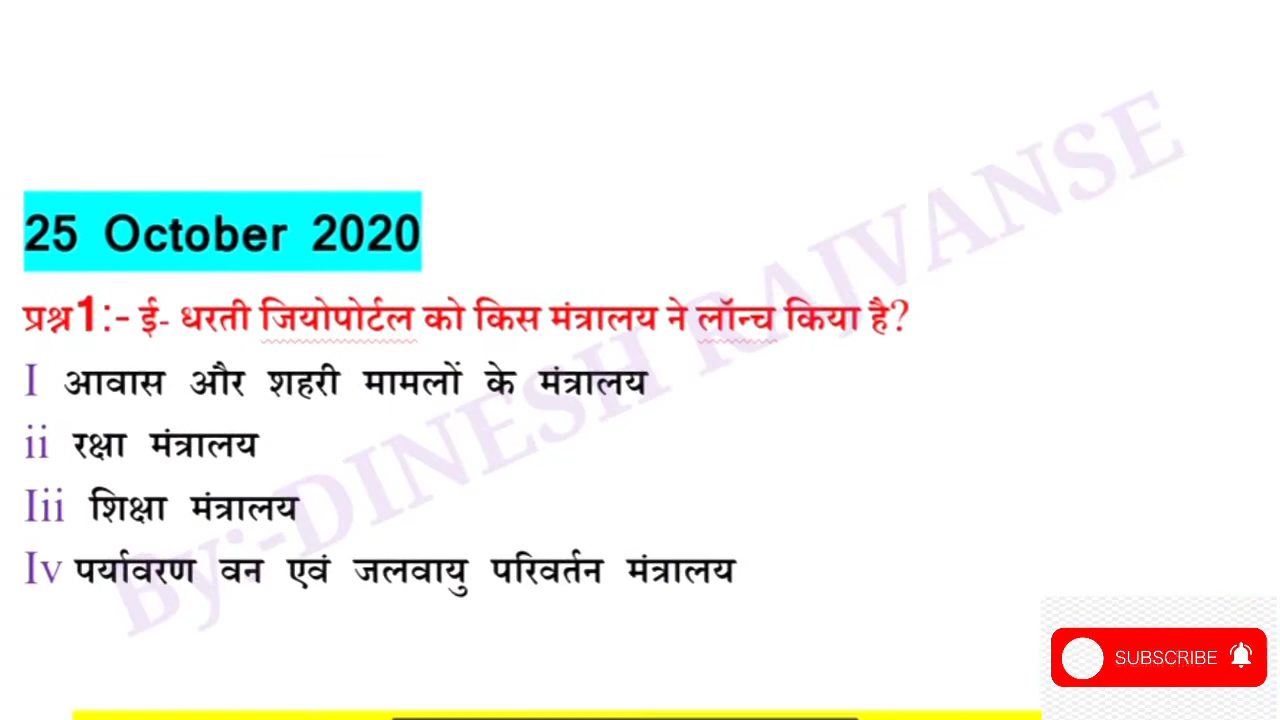 25 October 2020
प्रश्न1:- ई- धरती जियोपोर्टल को किस मंत्रालय ने लॉन्च किया है?
I आवास और शहरी मामलों के मंत्रालय
ii रक्षा मंत्रालय
Iii शिक्षा मंत्रालय
Iv पर्यावरण वन एवं जलवायु परिवर्तन मंत्रालय
By:-DINESH RAJVANSE
SUBSCRIBE